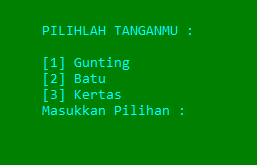 PILIHLAH TANGANMU :
[1] Gunting
[2] Batu
[3] Kertas
Masukkan Pilihan :